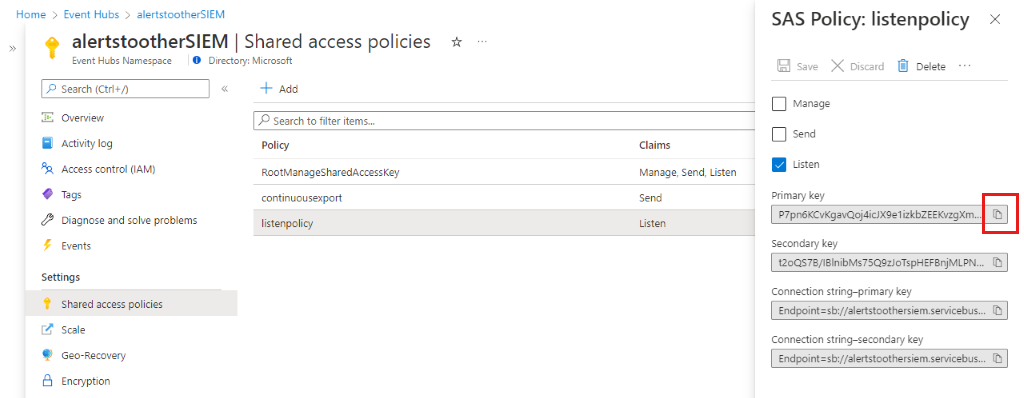 Home > Event Hubs > alertstootherSIEM
alertstootherSIEM | Shared access policies
Event Hubs Namespace
Directory: Microsoft
Search (Ctrl+/)
Overview
Activity log
Access control (IAM)
Tags
Diagnose and solve problems
Events
Settings
Shared access policies
Scale
Geo-Recovery
Encryption
Add
Search to filter items...
Policy Claims
RootManageSharedAccessKey Manage, Send, Listen
continuousexport Send
listenpolicy Listen
SAS Policy: listenpolicy
Save Discard Delete
Manage
Send
Listen
Primary key
P7pn6KCvKgavQoj4icJX9e1izkbZEEKvzgXm...
Secondary key
t2oQS7B/IBlnibMs75Q9zJoTspHEFBnjMLPN...
Connection string–primary key
Endpoint=sb://alertstoothersiem.servicebus...
Connection string–secondary key
Endpoint=sb://alertstoothersiem.servicebus...